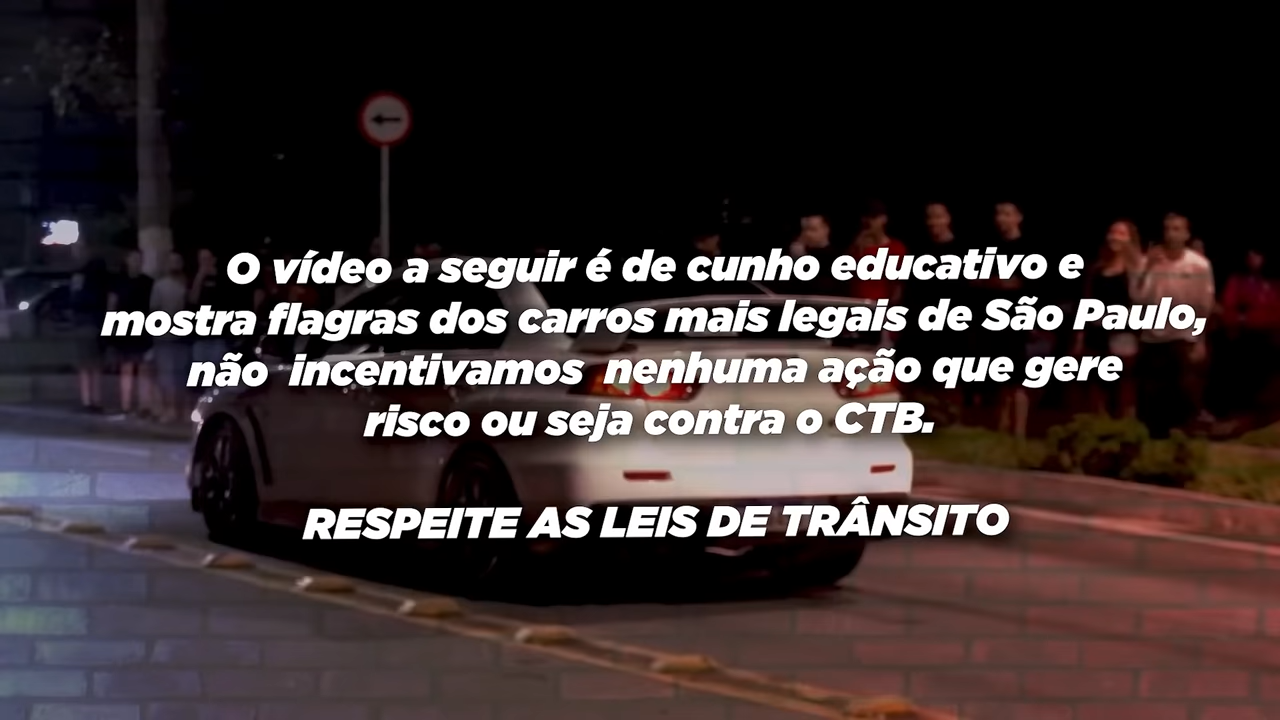 O vídeo a seguir é de cunho educativo e
mostra flagras dos carros mais legais de São Paulo,
não incentivamos nenhuma ação que gere
risco ou seja contra o CTB.
RESPEITE AS LEIS DE TRÂNSITO